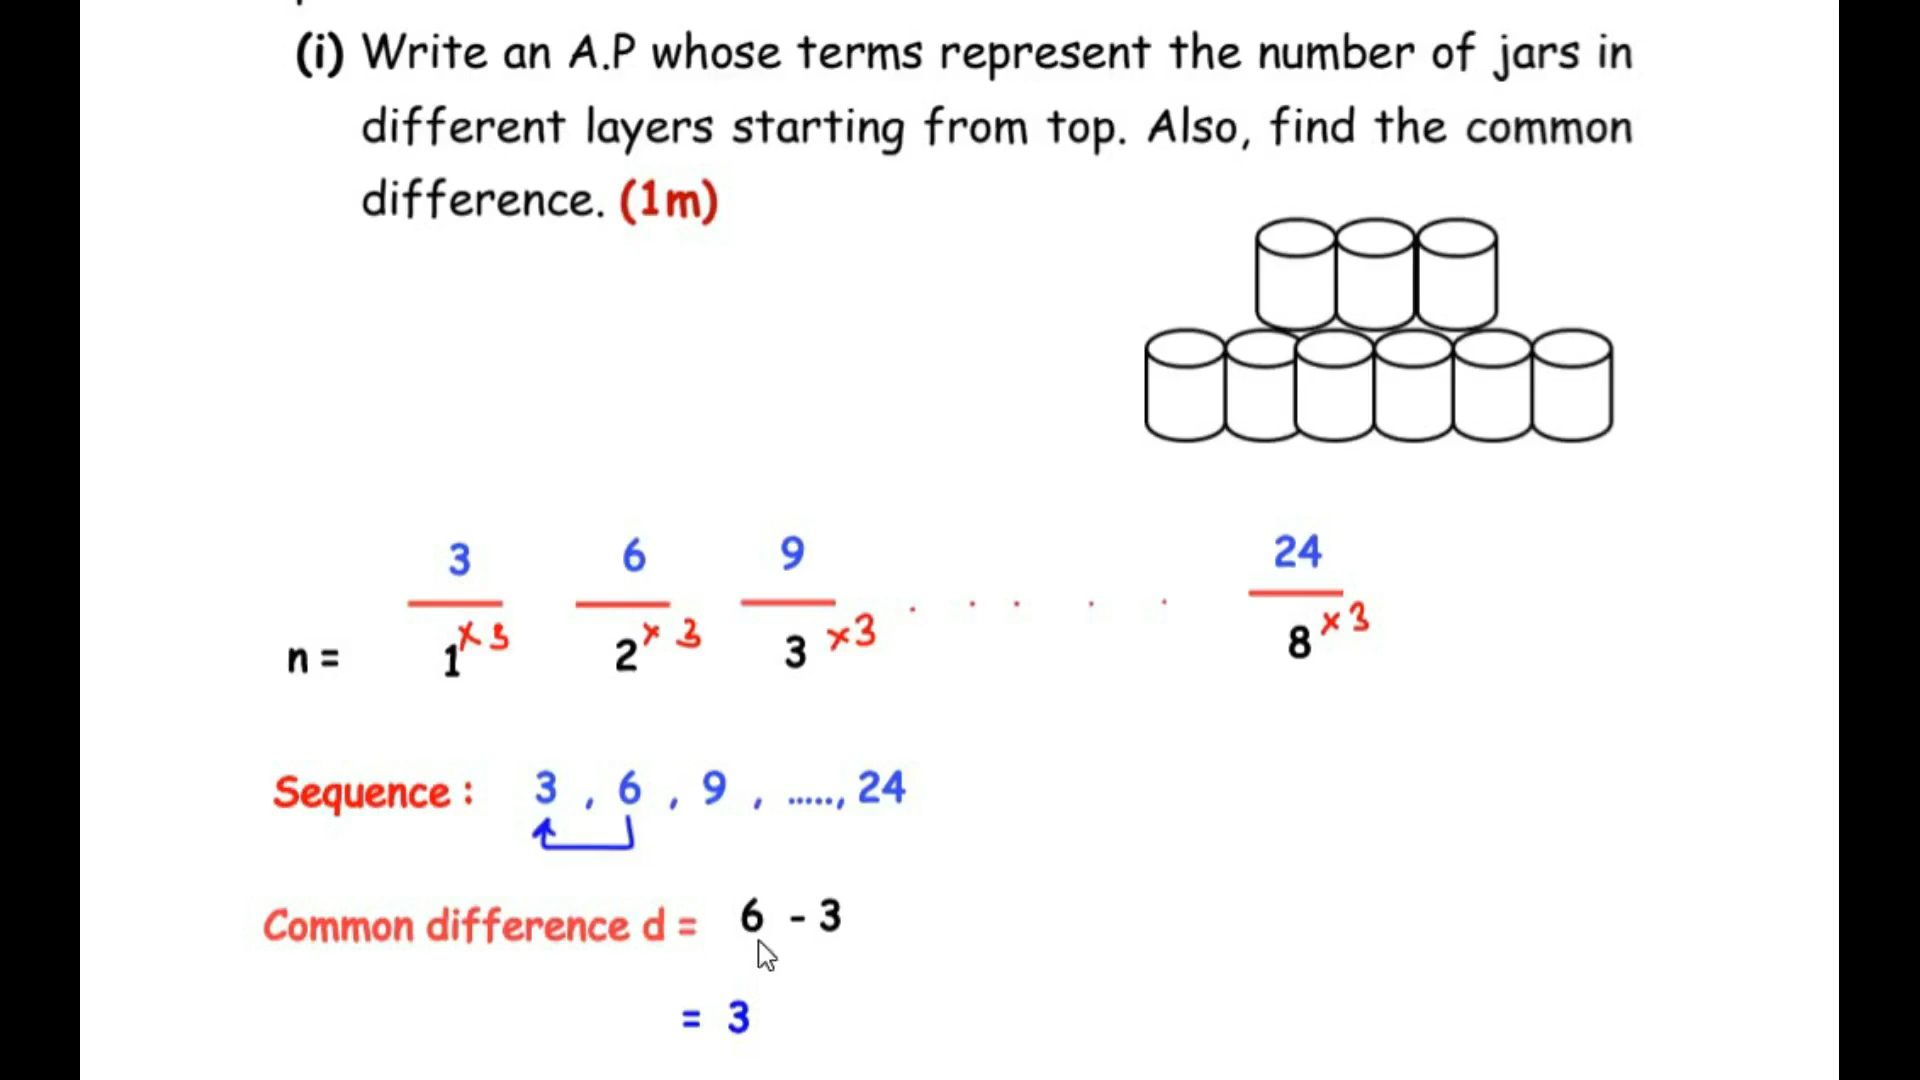 (i) Write an A.P whose terms represent the number of jars in
different layers starting from top. Also, find the common
difference. (1m)
3 6 9 24
n = 1 x 3 2 x 3 3 x 3 . . . . . 8 x 3
Sequence : 3 , 6 , 9 , ....., 24
Common difference d = 6 - 3
= 3